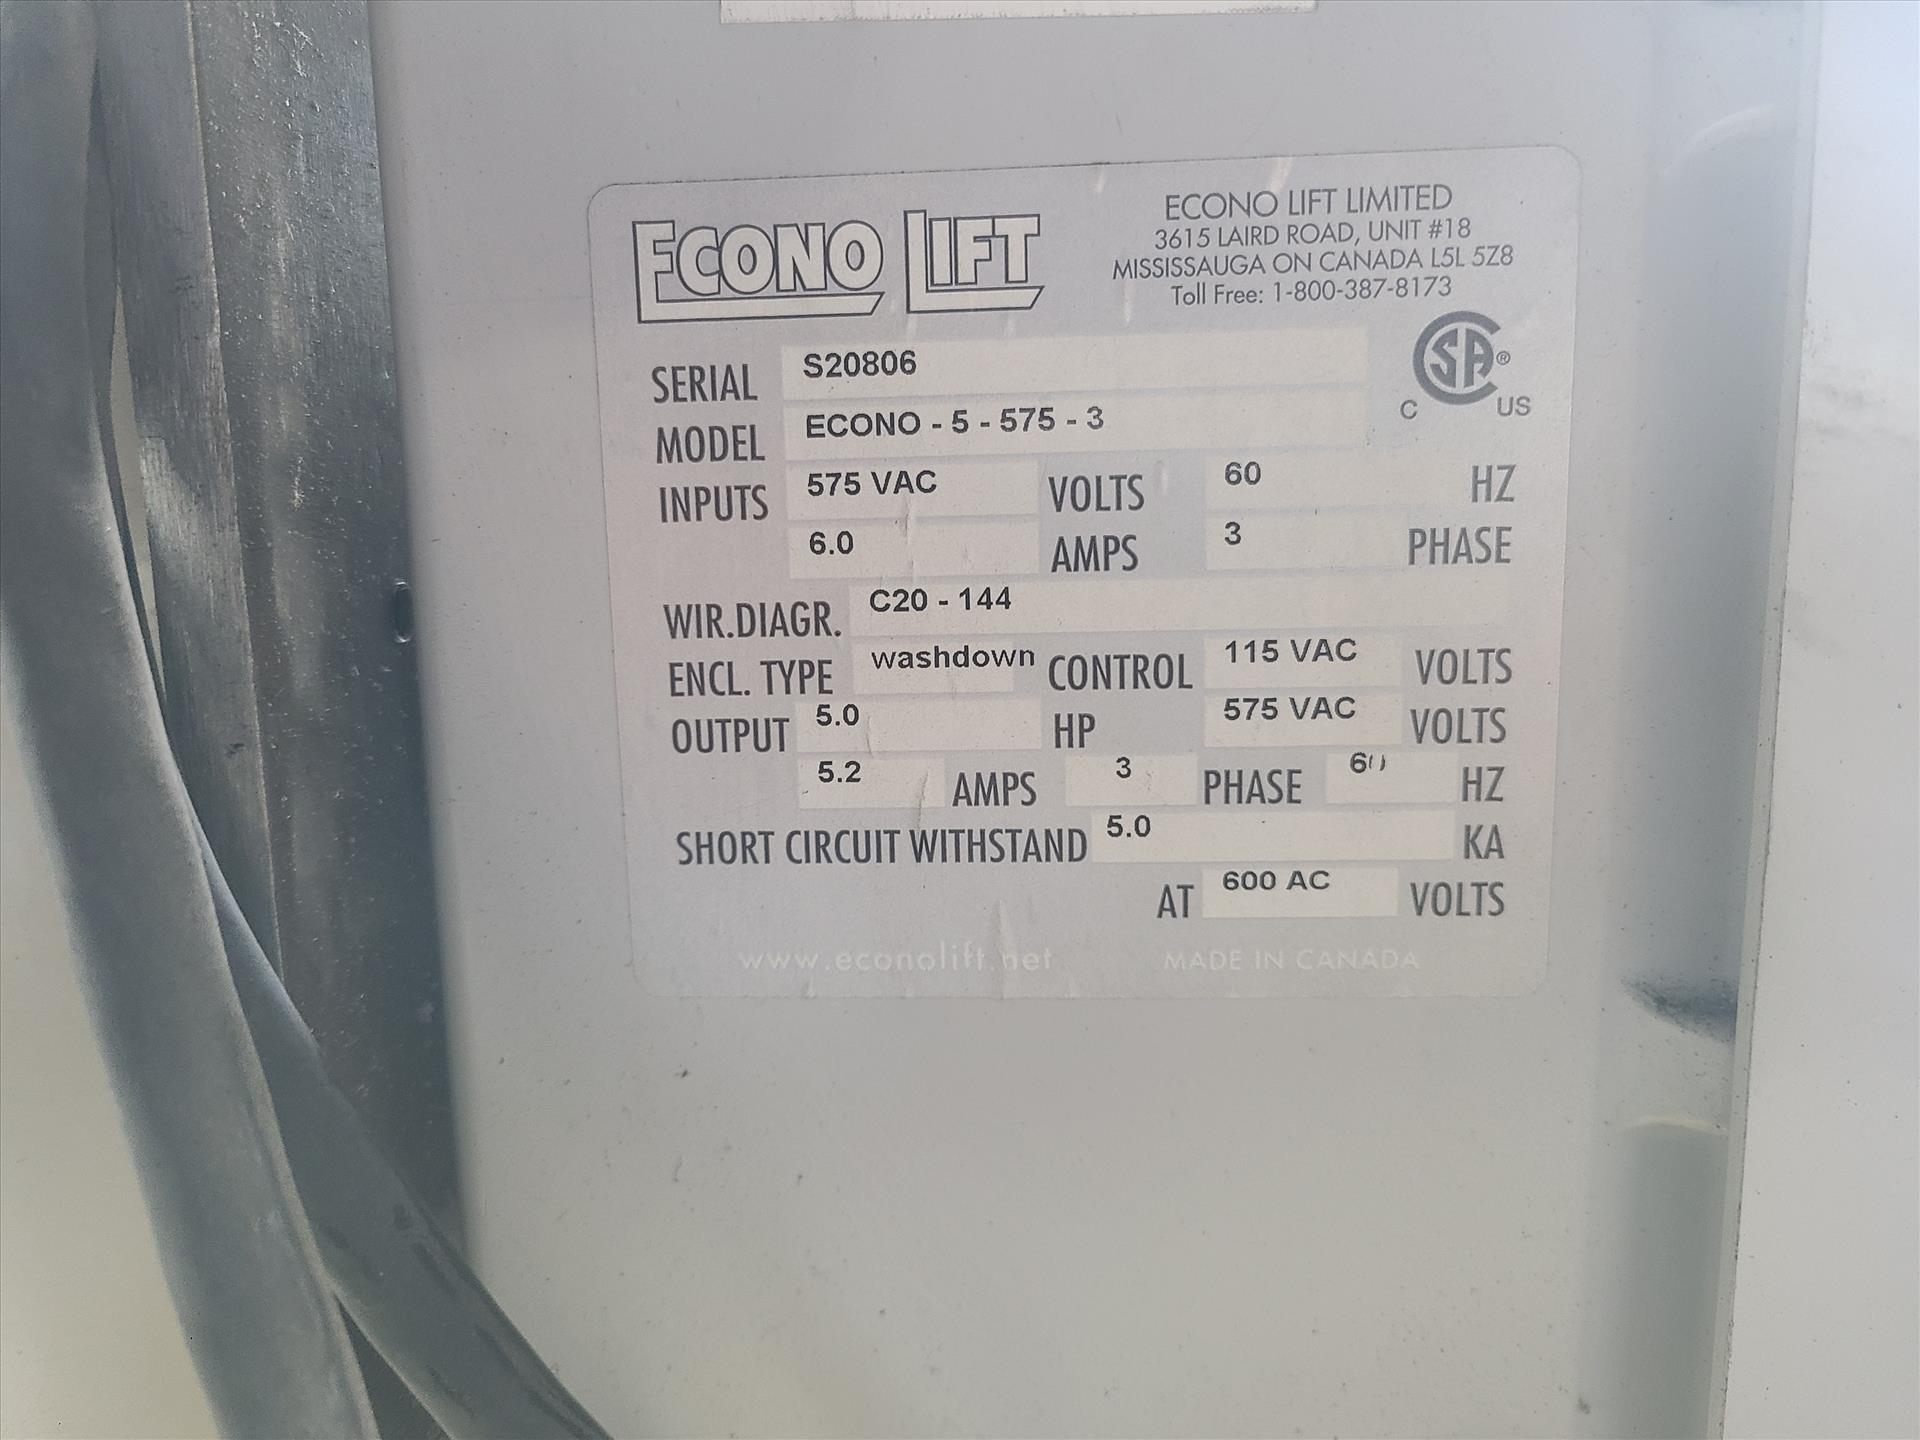 ECONO LIFT
ECONO LIFT LIMITED
3615 LAIRD ROAD, UNIT #18
MISSISSAUGA ON CANADA L5L 5Z8
Toll Free: 1-800-387-8173
SERIAL S20806
MODEL ECONO - 5 - 575 - 3
CSA® C US
INPUTS 575 VAC VOLTS 60 HZ
6.0 AMPS 3 PHASE
WIR.DIAGR. C20 - 144
ENCL. TYPE washdown CONTROL 115 VAC VOLTS
OUTPUT 5.0 HP 575 VAC VOLTS
5.2 AMPS 3 PHASE 60 HZ
SHORT CIRCUIT WITHSTAND 5.0 KA
AT 600 AC VOLTS
www.econolift.net MADE IN CANADA